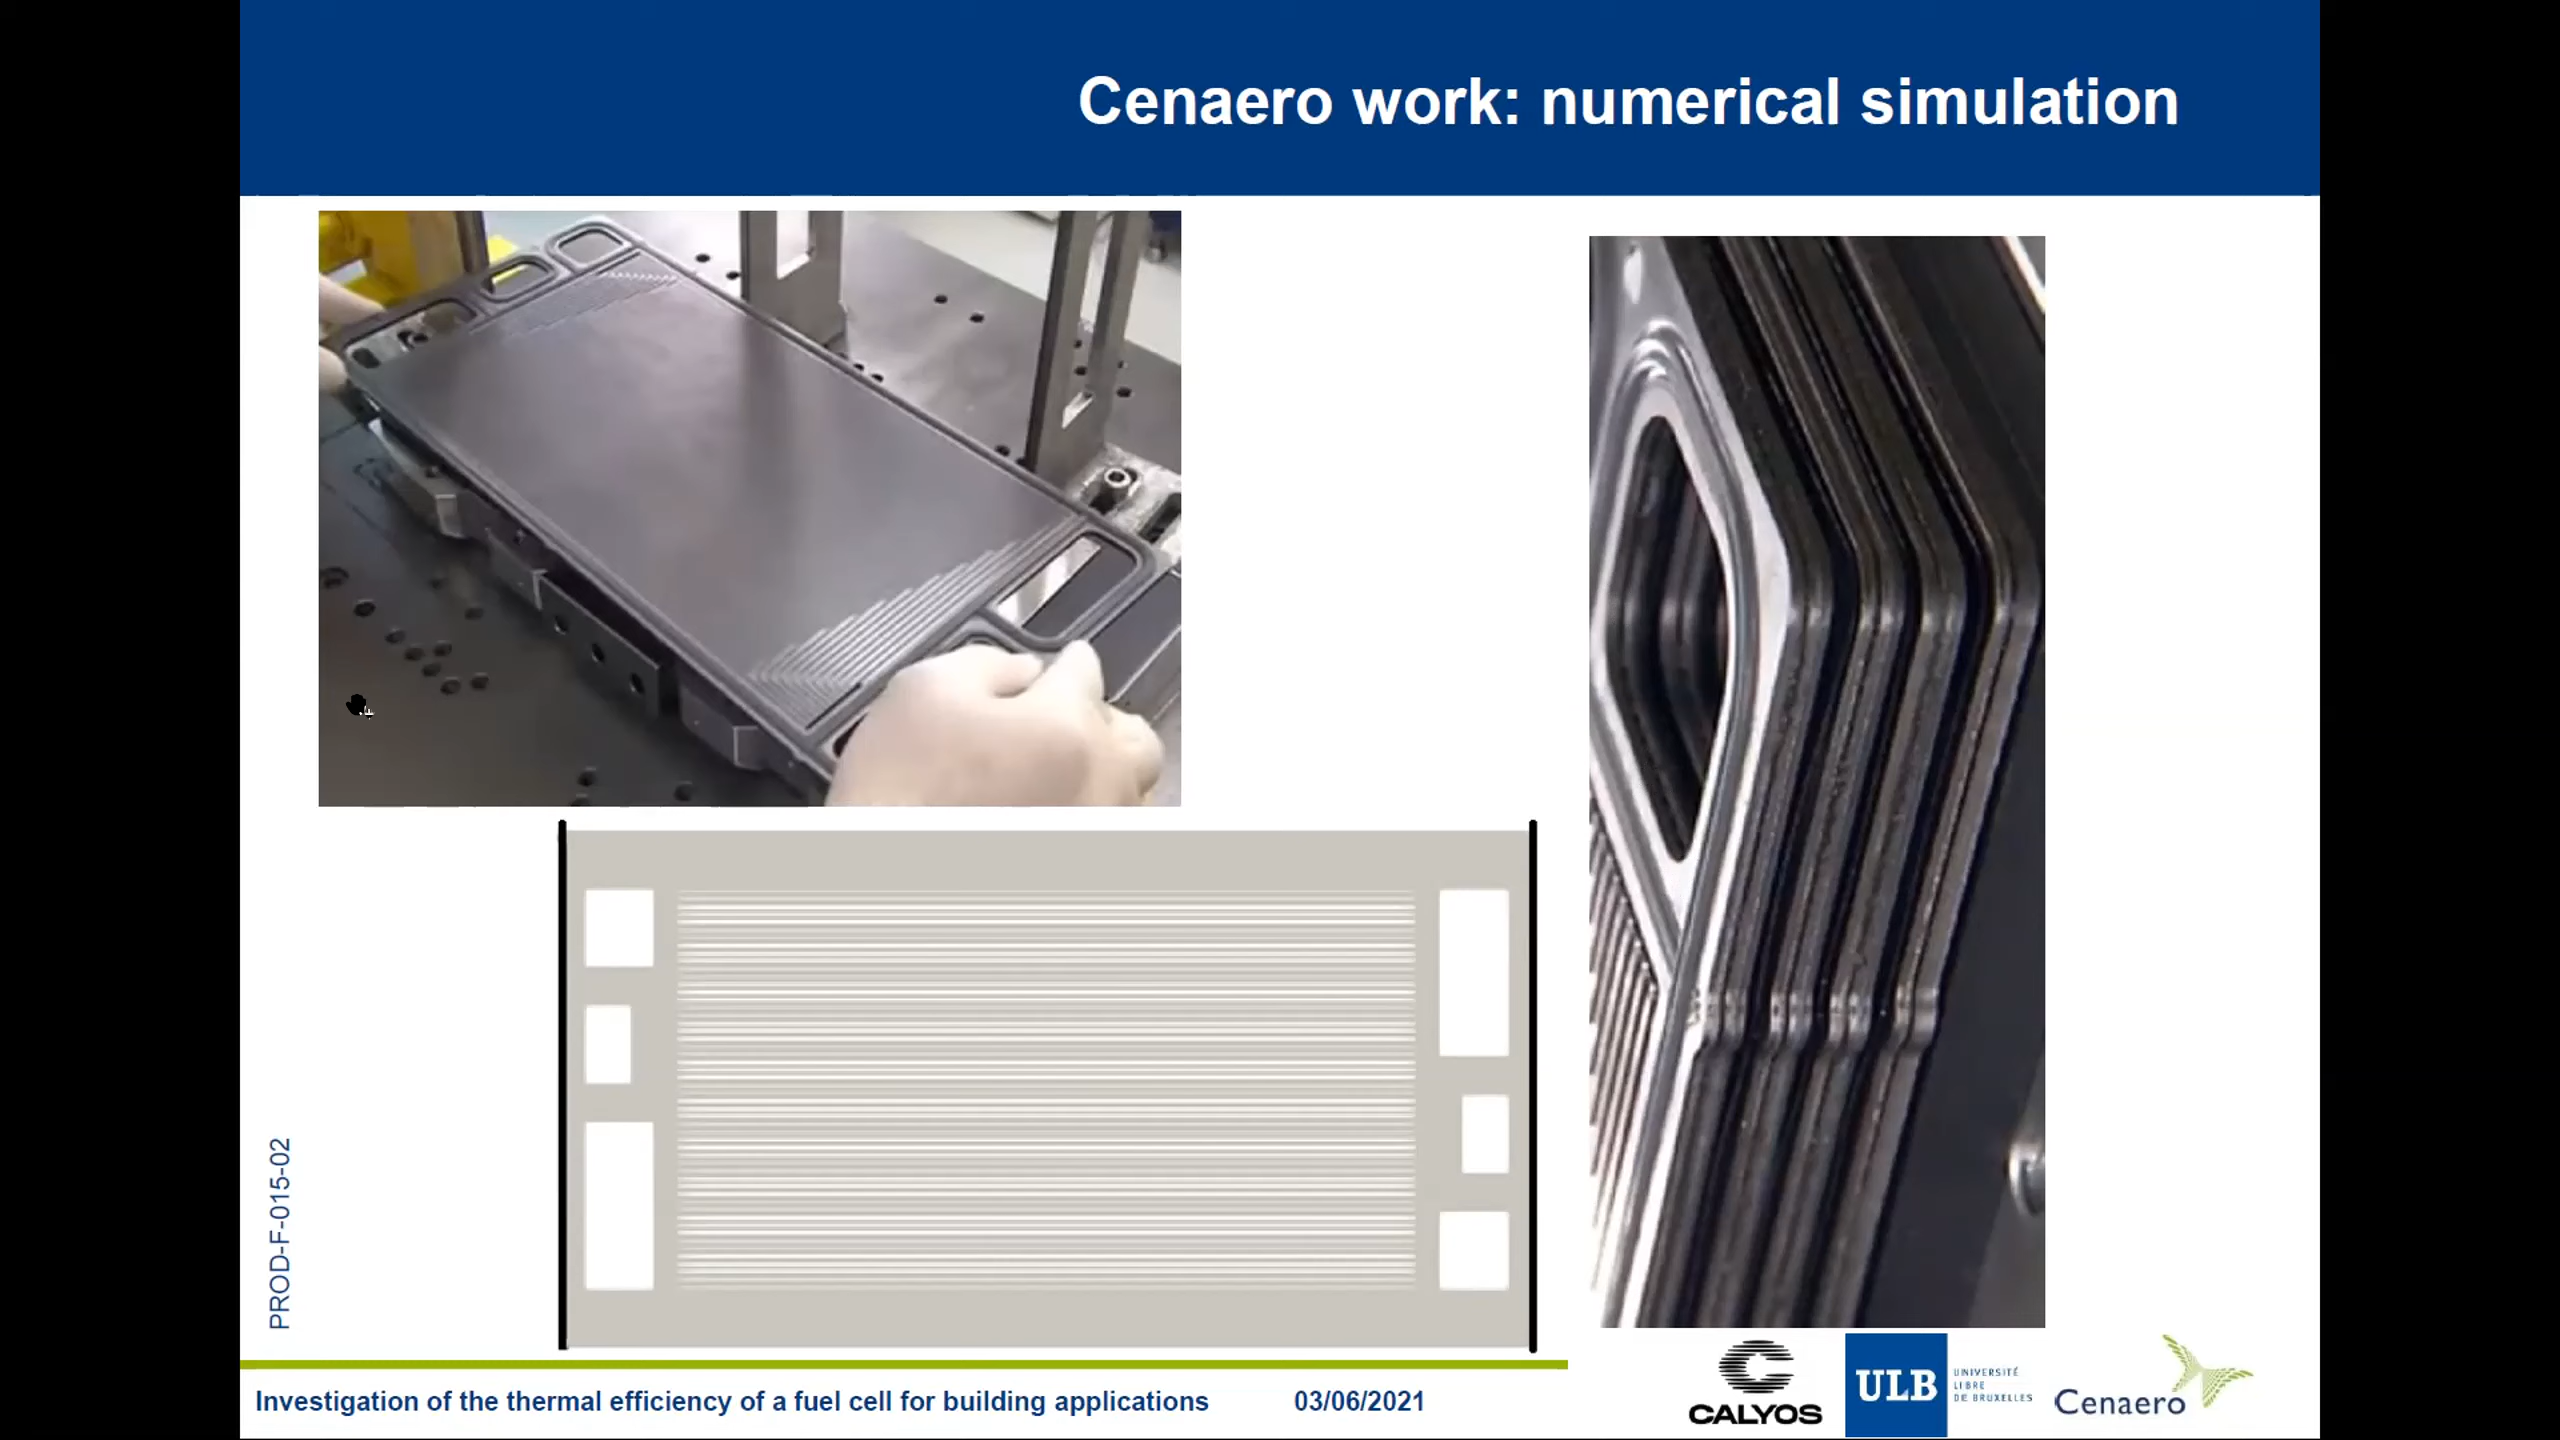 Cenaero work: numerical simulation
PROD-F-015-02
Investigation of the thermal efficiency of a fuel cell for building applications
03/06/2021
CALYOS
ULB
UNIVERSITÉ
LIBRE
DE BRUXELLES
Cenaero